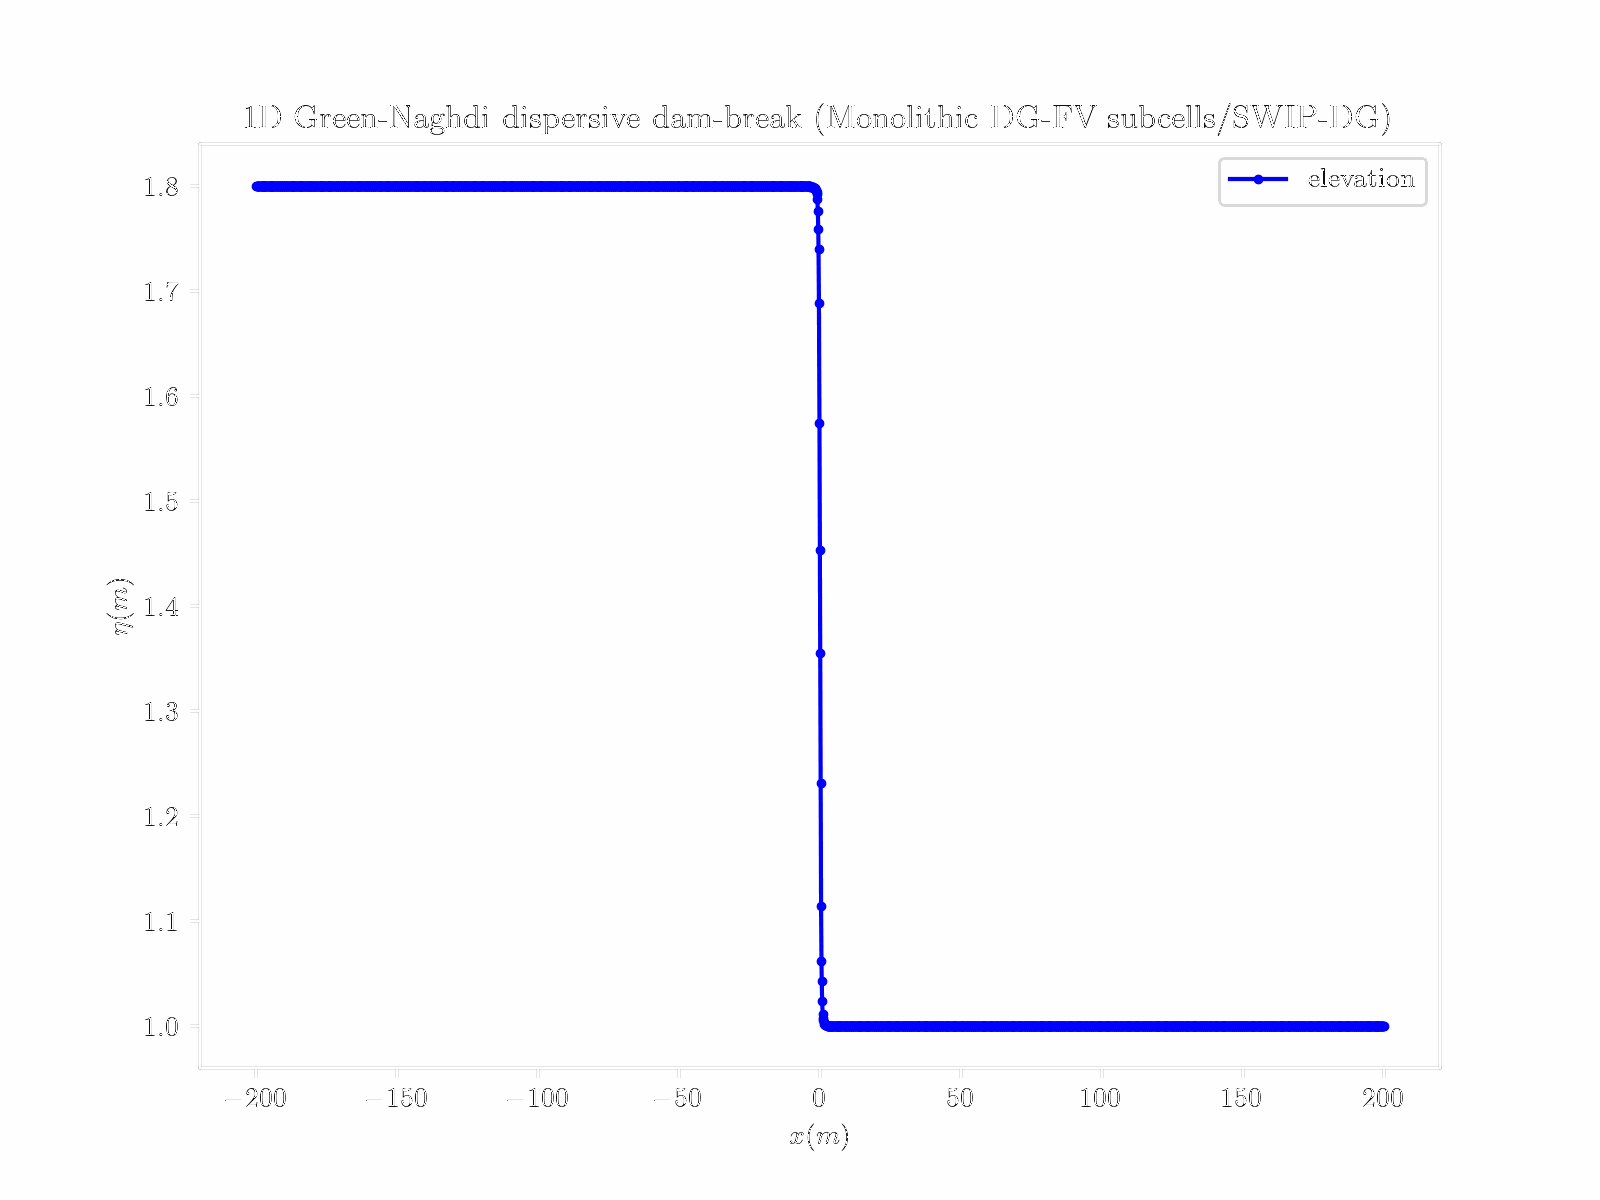 1D Green-Naghdi dispersive dam-break (Monolithic DG-FV subcells/SWIP-DG)
elevation
1.8
1.7
1.6
1.5
1.4
1.3
1.2
1.1
1.0
η(m)
−200 −150 −100 −50 0 50 100 150 200
x(m)